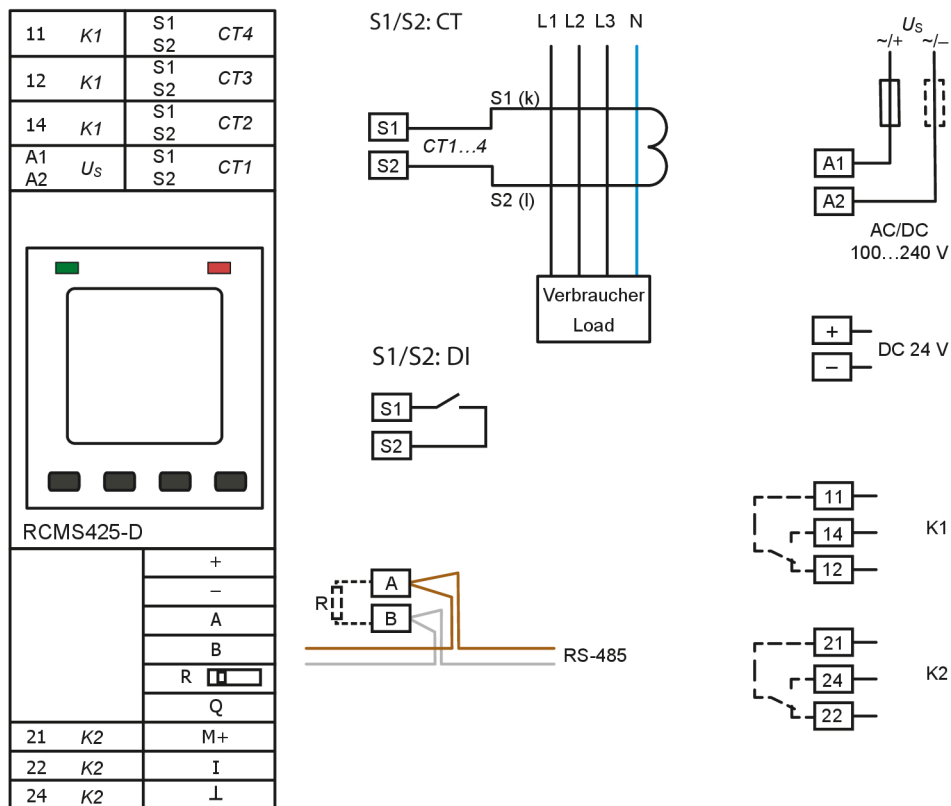 11 K1 S1 S2 CT4
12 K1 S1 S2 CT3
14 K1 S1 S2 CT2
A1 A2 Us S1 S2 CT1
RCMS425-D
+
−
A
B
R
Q
21 K2 M+
22 K2 I
24 K2 ⊥
S1/S2: CT
L1 L2 L3 N
S1 (k)
S1
CT1...4
S2
S2 (l)
Verbraucher
Load
S1/S2: DI
S1
S2
A
R
B
RS-485
Us
~/+ ~/–
A1
A2
AC/DC
100...240 V
+
DC 24 V
−
11
14 K1
12
21
24 K2
22